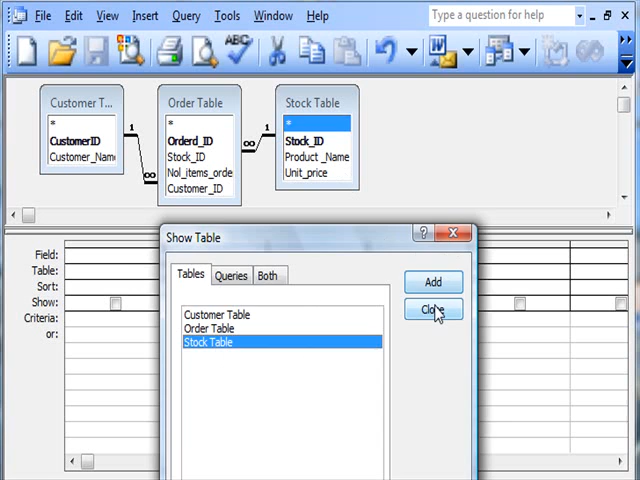 File Edit View Insert Query Tools Window Help Type a question for help
ABC
W
Customer T... Order Table Stock Table
* * *
CustomerID Orderd_ID Stock_ID
Customer_Name Stock_ID Product _Name
Nol_items_orde Unit_price
Customer_ID
1 ∞ ∞ 1
Show Table
Field:
Table:
Sort:
Show:
Criteria:
or:
Tables Queries Both
Add
Customer Table
Order Table
Stock Table